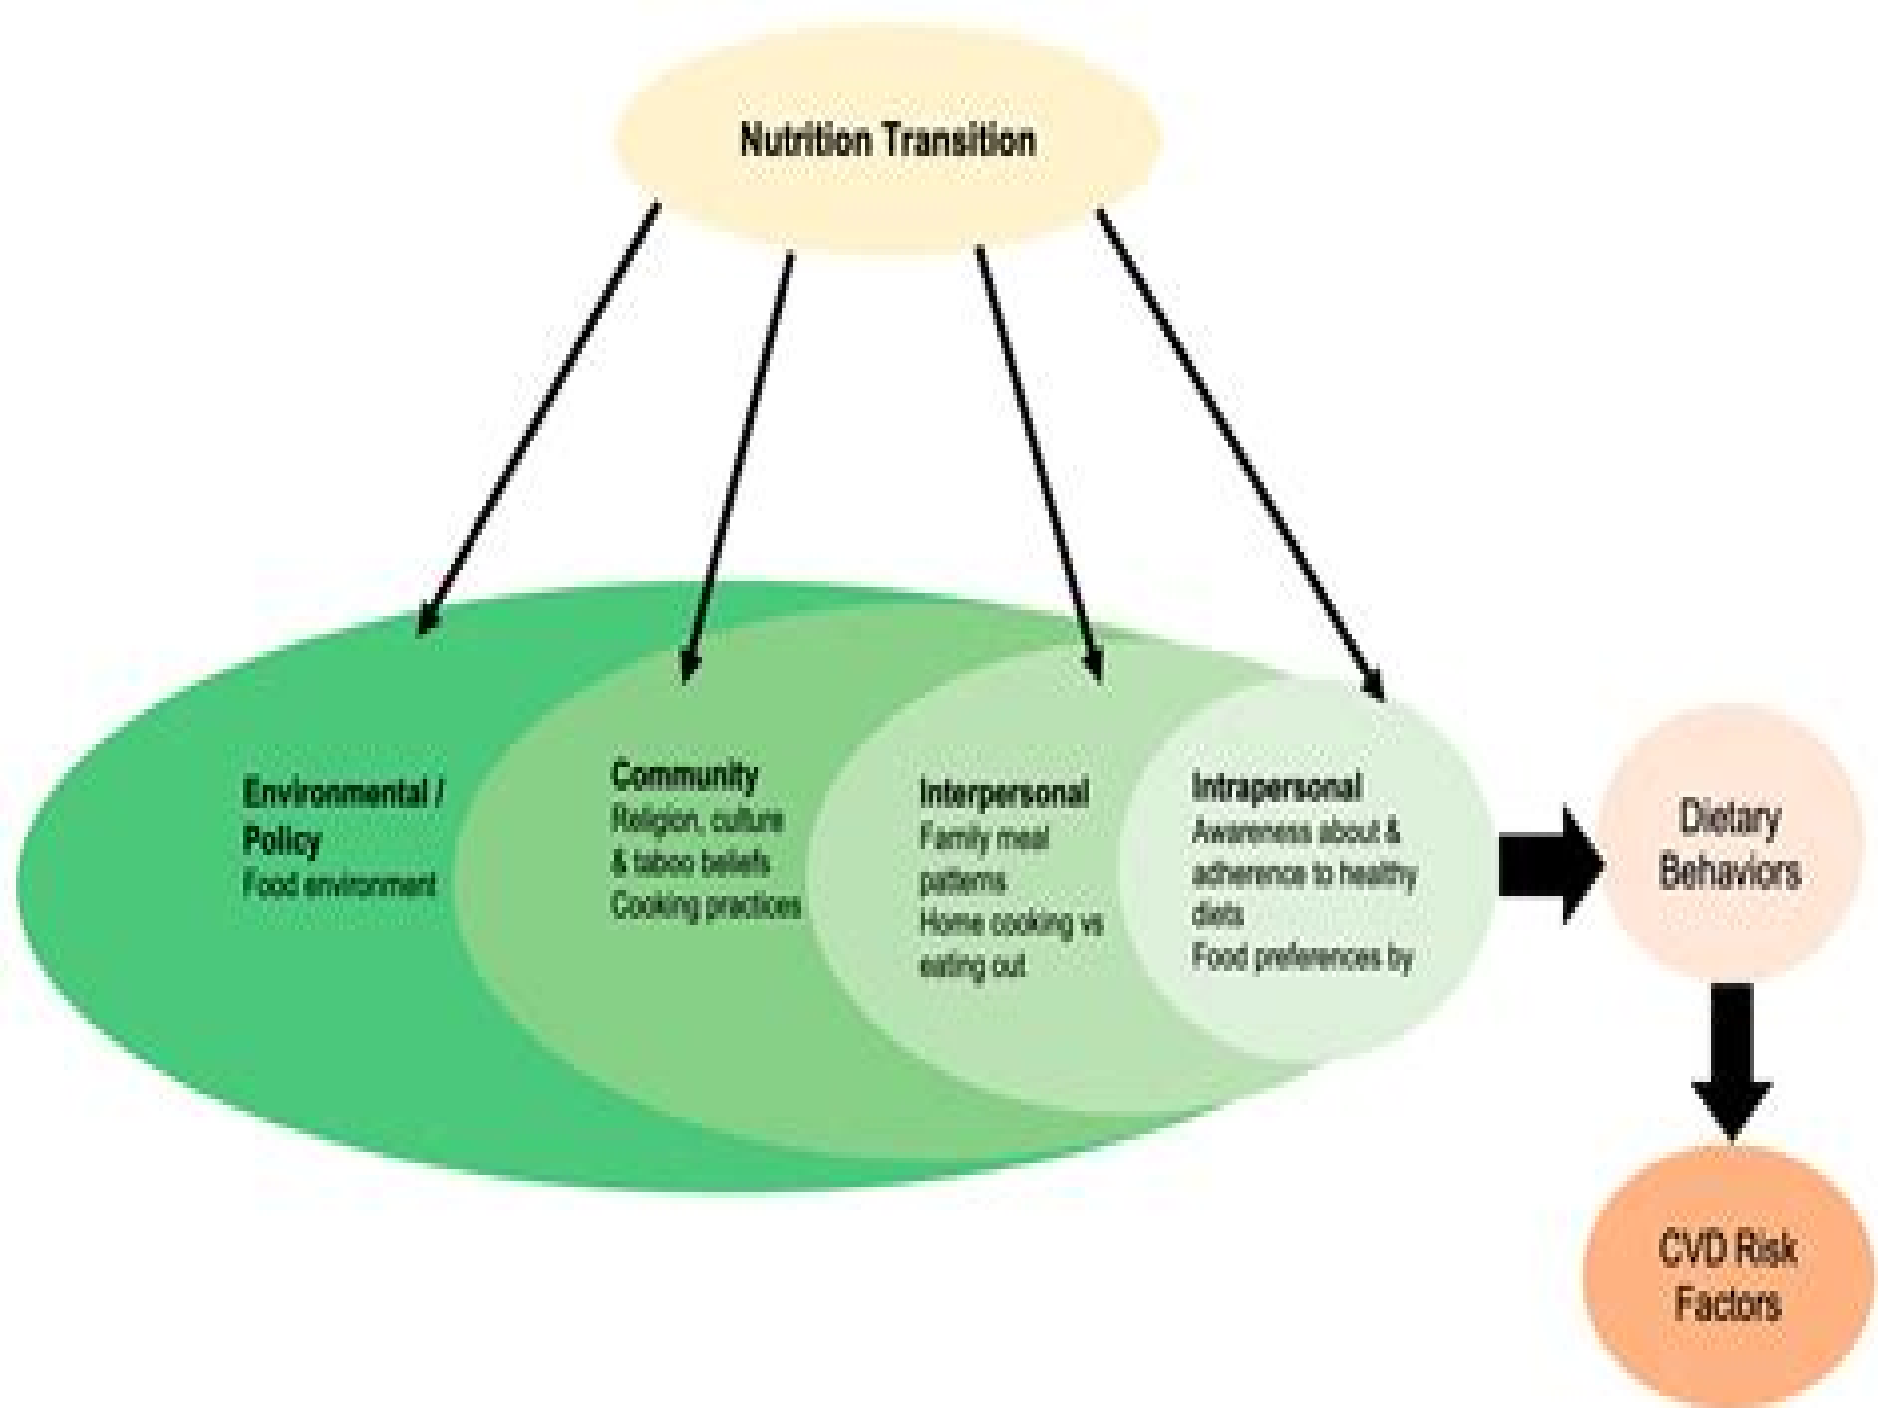 Nutrition Transition
Environmental /
Policy
Food environment
Community
Religion, culture
& taboo beliefs
Cooking practices
Interpersonal
Family meal
patterns
Home cooking vs
eating out
Intrapersonal
Awareness about &
adherence to healthy
diets
Food preferences by
Dietary
Behaviors
CVD Risk
Factors